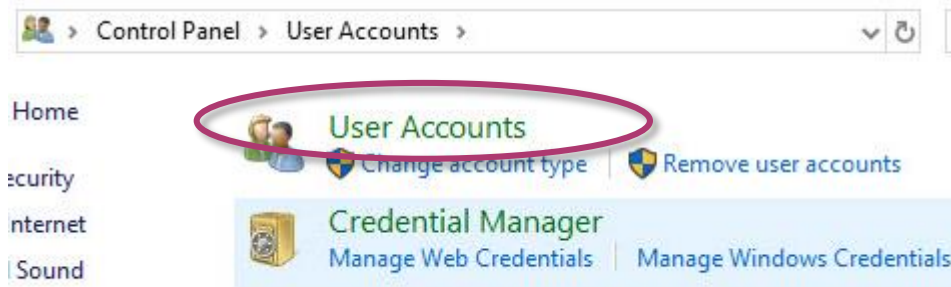 Control Panel > User Accounts >
Home
User Accounts
Change account type
Remove user accounts
ecurity
nternet
Credential Manager
Manage Web Credentials
Manage Windows Credentials
Sound